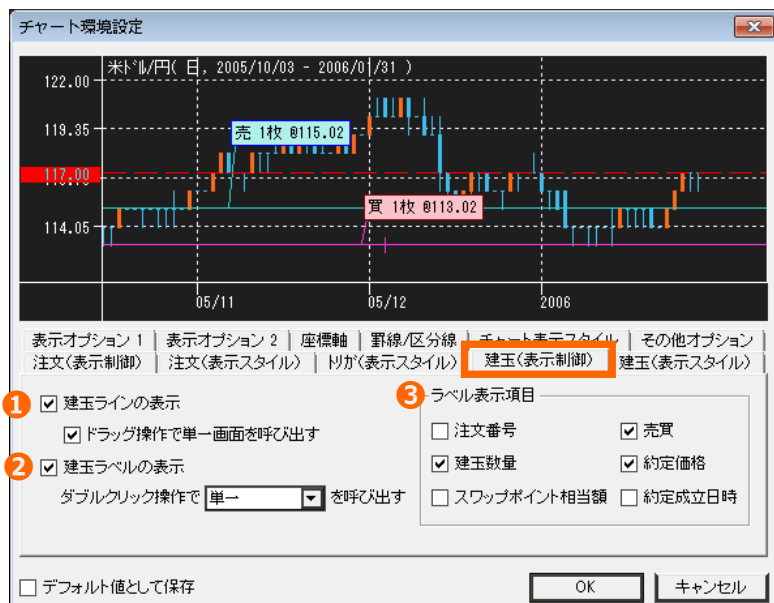 チャート環境設定
米ドル/円( 日, 2005/10/03 - 2006/01/31 )
122.00
119.35
売 1枚 @115.02
117.00
買 1枚 @113.02
114.05
05/11 05/12 2006
表示オプション 1 表示オプション 2 座標軸 罫線/区分線 チャート表示スタイル その他オプション
注文(表示制御) 注文(表示スタイル) トリガ(表示スタイル) 建玉(表示制御) 建玉(表示スタイル)
1 建玉ラインの表示
ドラッグ操作で単一画面を呼び出す
2 建玉ラベルの表示
ダブルクリック操作で 単一 を呼び出す
3 ラベル表示項目
注文番号 売買
建玉数量 約定価格
スワップポイント相当額 約定成立日時
デフォルト値として保存
OK キャンセル